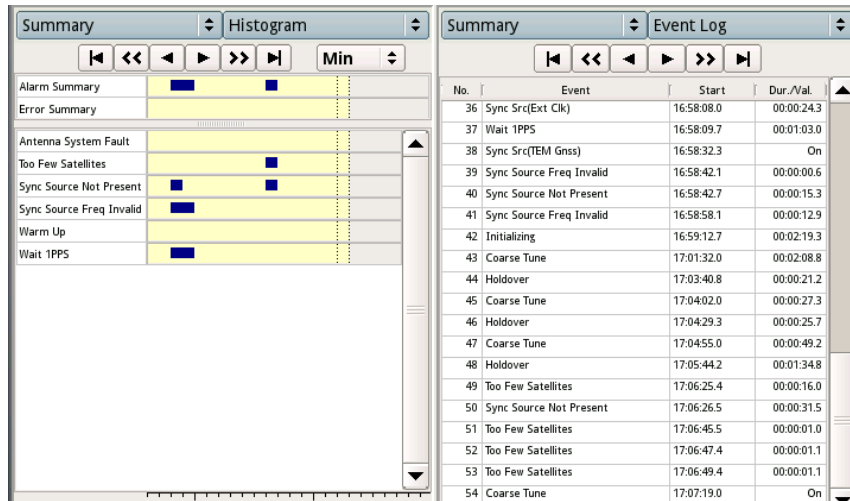 Summary Histogram
Min
Alarm Summary
Error Summary
Antenna System Fault
Too Few Satellites
Sync Source Not Present
Sync Source Freq Invalid
Warm Up
Wait 1PPS
Summary Event Log
No. Event Start Dur./Val.
36 Sync Src(Ext Clk) 16:58:08.0 00:00:24.3
37 Wait 1PPS 16:58:09.7 00:01:03.0
38 Sync Src(TEM Gnss) 16:58:32.3 On
39 Sync Source Freq Invalid 16:58:42.1 00:00:00.6
40 Sync Source Not Present 16:58:42.7 00:00:15.3
41 Sync Source Freq Invalid 16:58:58.1 00:00:12.9
42 Initializing 16:59:12.7 00:02:19.3
43 Coarse Tune 17:01:32.0 00:02:08.8
44 Holdover 17:03:40.8 00:00:21.2
45 Coarse Tune 17:04:02.0 00:00:27.3
46 Holdover 17:04:29.3 00:00:25.7
47 Coarse Tune 17:04:55.0 00:00:49.2
48 Holdover 17:05:44.2 00:01:34.8
49 Too Few Satellites 17:06:25.4 00:00:16.0
50 Sync Source Not Present 17:06:26.5 00:00:31.5
51 Too Few Satellites 17:06:45.5 00:00:01.0
52 Too Few Satellites 17:06:47.4 00:00:01.1
53 Too Few Satellites 17:06:49.4 00:00:01.1
54 Coarse Tune 17:07:19.0 On